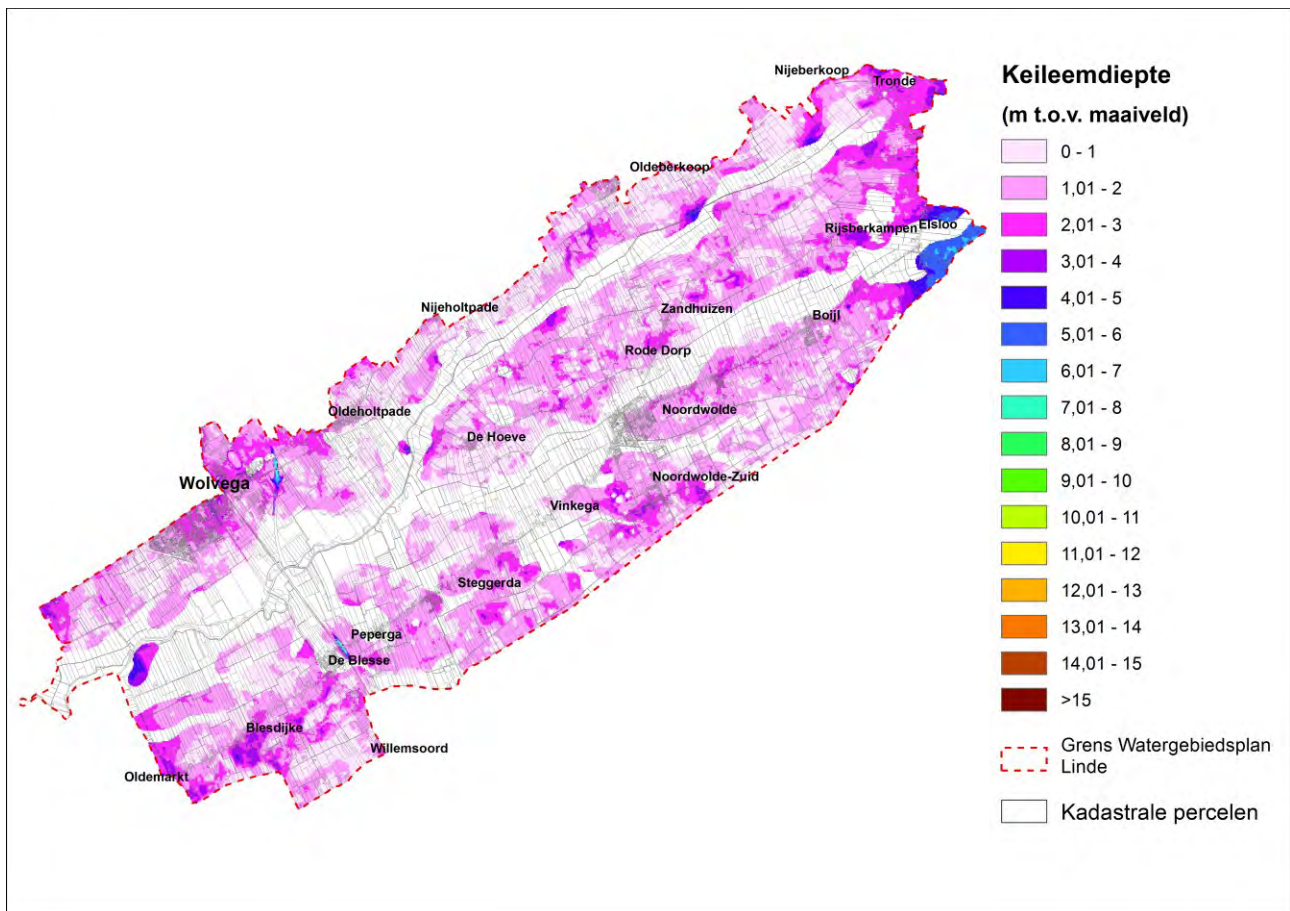 Nijeberkoop
Tronde
Oldeberkoop
Rijsberkampen
Elsloo
Nijeholtpade
Zandhuizen
Boijl
Rode Dorp
Oldeholtpade
Noordwolde
De Hoeve
Wolvega
Noordwolde-Zuid
Vinkega
Steggerda
Peperga
De Blesse
Blesdijke
Willemsoord
Oldemarkt
Keileemdiepte
(m t.o.v. maaiveld)
0 - 1
1,01 - 2
2,01 - 3
3,01 - 4
4,01 - 5
5,01 - 6
6,01 - 7
7,01 - 8
8,01 - 9
9,01 - 10
10,01 - 11
11,01 - 12
12,01 - 13
13,01 - 14
14,01 - 15
>15
Grens Watergebiedsplan
Linde
Kadastrale percelen